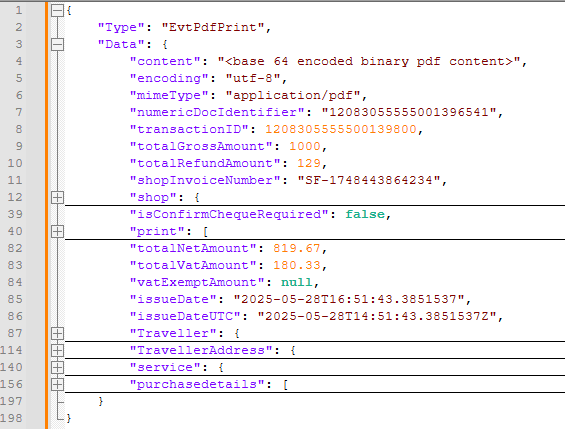 1 {
2 "Type": "EvtPdfPrint",
3 "Data": {
4 "content": "<base 64 encoded binary pdf content>",
5 "encoding": "utf-8",
6 "mimeType": "application/pdf",
7 "numericDocIdentifier": "12083055555001396541",
8 "transactionID": 1208305555500139800,
9 "totalGrossAmount": 1000,
10 "totalRefundAmount": 129,
11 "shopInvoiceNumber": "SF-1748443864234",
12 "shop": {
39 "isConfirmChequeRequired": false,
40 "print": [
82 "totalNetAmount": 819.67,
83 "totalVatAmount": 180.33,
84 "vatExemptAmount": null,
85 "issueDate": "2025-05-28T16:51:43.3851537",
86 "issueDateUTC": "2025-05-28T14:51:43.3851537Z",
87 "Traveller": {
114 "TravellerAddress": {
140 "service": {
156 "purchasedetails": [
197 }
198 }